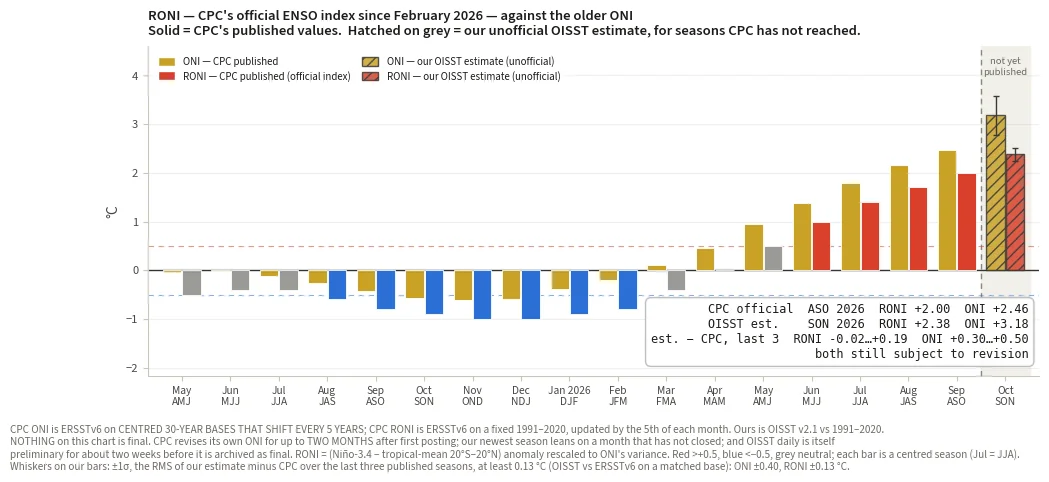 RONI — CPC's official ENSO index since February 2026 — against the older ONI
Solid = CPC's published values.  Hatched on grey = our unofficial OISST estimate, for seasons CPC has not reached.
ONI — CPC published
RONI — CPC published (official index)
ONI — our OISST estimate (unofficial)
RONI — our OISST estimate (unofficial)
not yet
published
°C
4
3
2
1
0
−1
−2
CPC official  ASO 2026  RONI +2.00  ONI +2.46
OISST est.  SON 2026  RONI +2.38  ONI +3.18
est. − CPC, last 3  RONI -0.02…+0.19  ONI +0.30…+0.50
both still subject to revision
May Jun Jul Aug Sep Oct Nov Dec Jan 2026 Feb Mar Apr May Jun Jul Aug Sep Oct
AMJ MJJ JJA JAS ASO SON OND NDJ DJF JFM FMA MAM AMJ MJJ JJA JAS ASO SON
CPC ONI is ERSSTv6 on CENTRED 30-YEAR BASES THAT SHIFT EVERY 5 YEARS; CPC RONI is ERSSTv6 on a fixed 1991–2020, updated by the 5th of each month. Ours is OISST v2.1 vs 1991–2020.
NOTHING on this chart is final. CPC revises its own ONI for up to TWO MONTHS after first posting; our newest season leans on a month that has not closed; and OISST daily is itself
preliminary for about two weeks before it is archived as final. RONI = (Niño-3.4 − tropical-mean 20°S–20°N) anomaly rescaled to ONI's variance. Red >+0.5, blue <−0.5, grey neutral; each bar is a centred season (Jul = JJA).
Whiskers on our bars: ±1σ, the RMS of our estimate minus CPC over the last three published seasons, at least 0.13 °C (OISST vs ERSSTv6 on a matched base): ONI ±0.40, RONI ±0.13 °C.